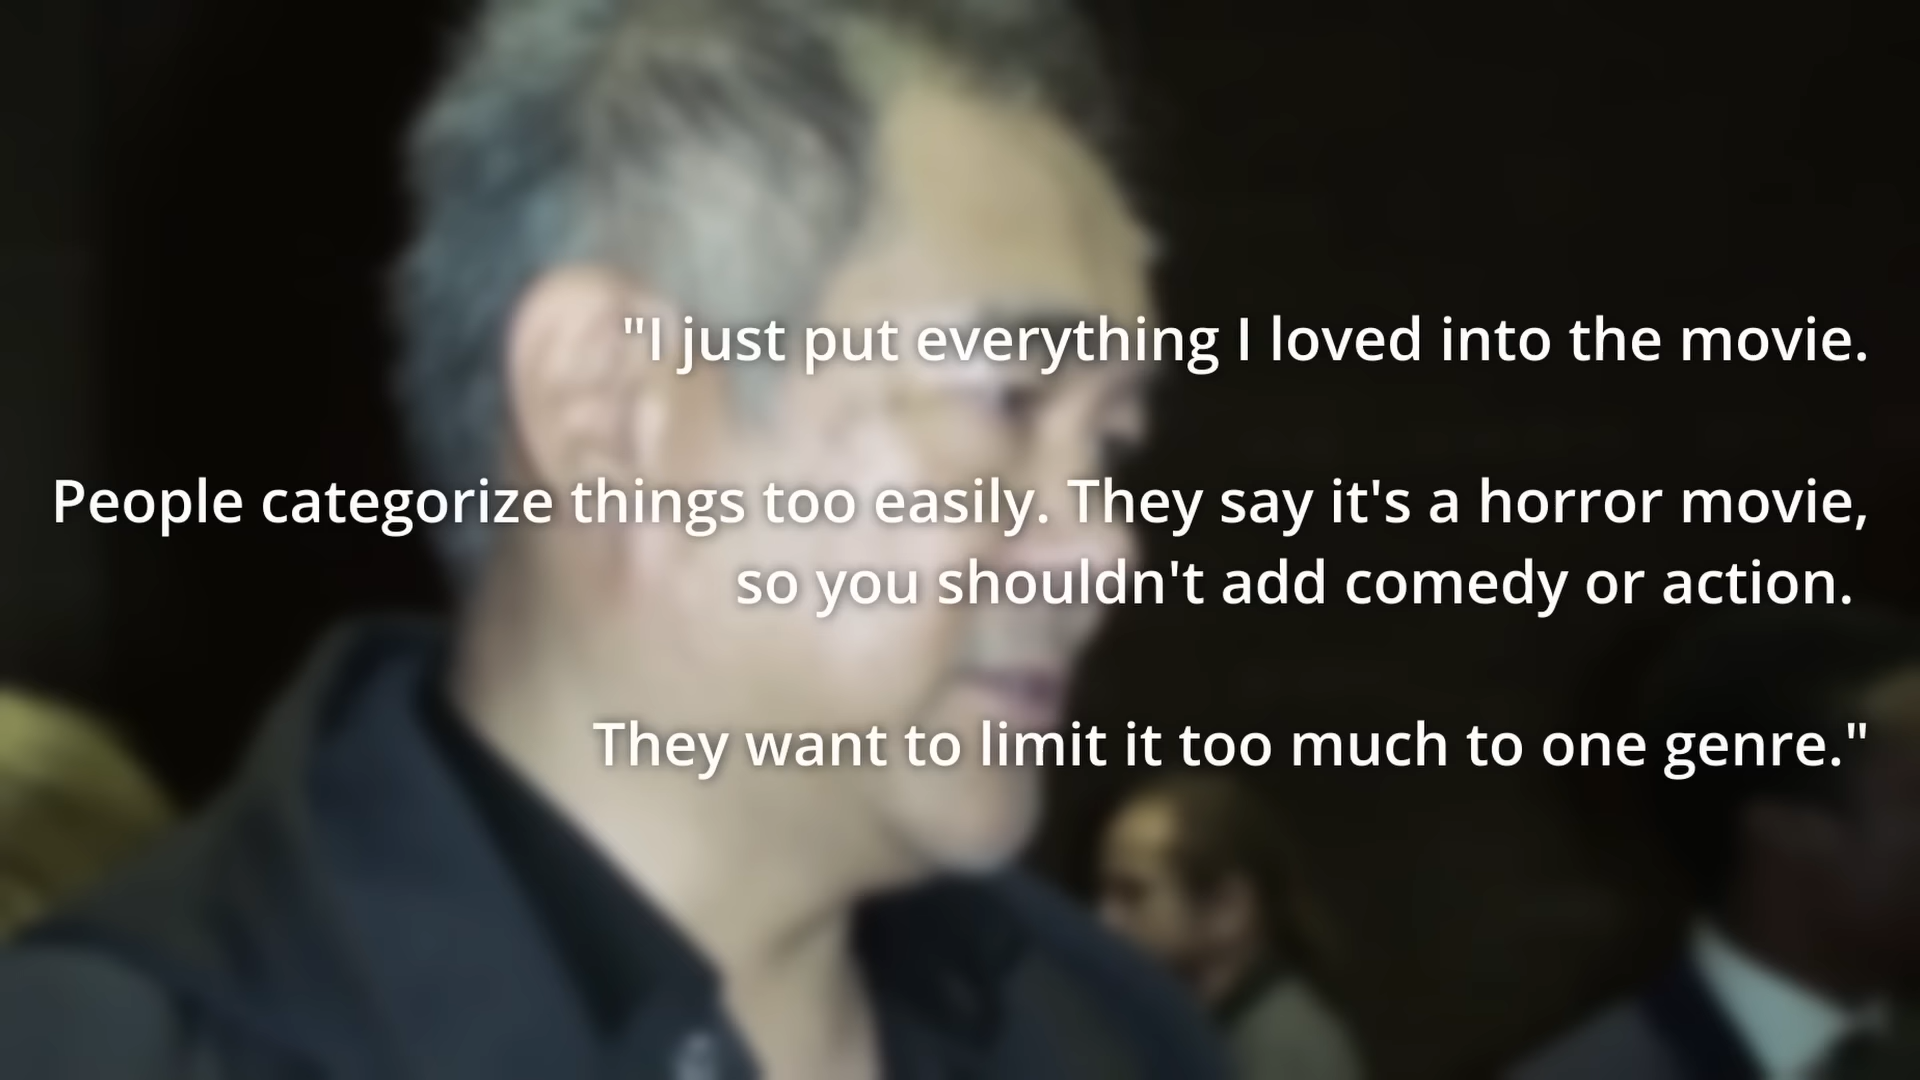 "I just put everything I loved into the movie.
People categorize things too easily. They say it's a horror movie,
so you shouldn't add comedy or action.
They want to limit it too much to one genre."